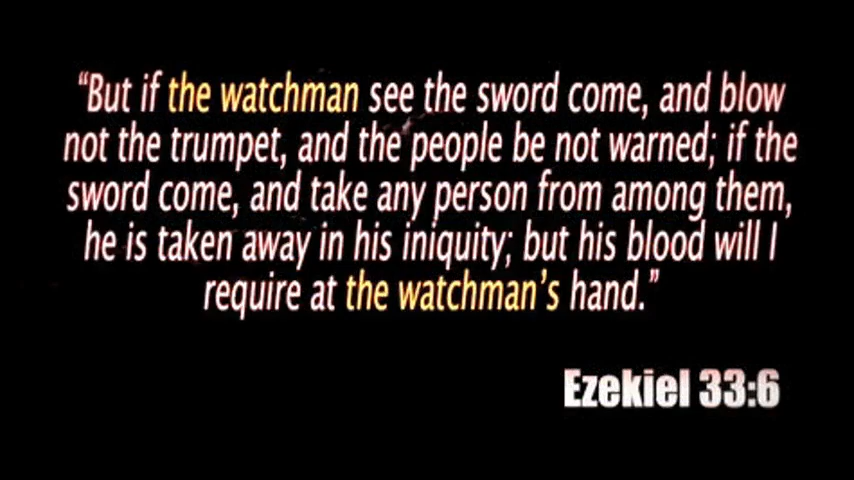 “But if the watchman see the sword come, and blow
not the trumpet, and the people be not warned; if the
sword come, and take any person from among them,
he is taken away in his iniquity; but his blood will I
require at the watchman’s hand.”
Ezekiel 33:6